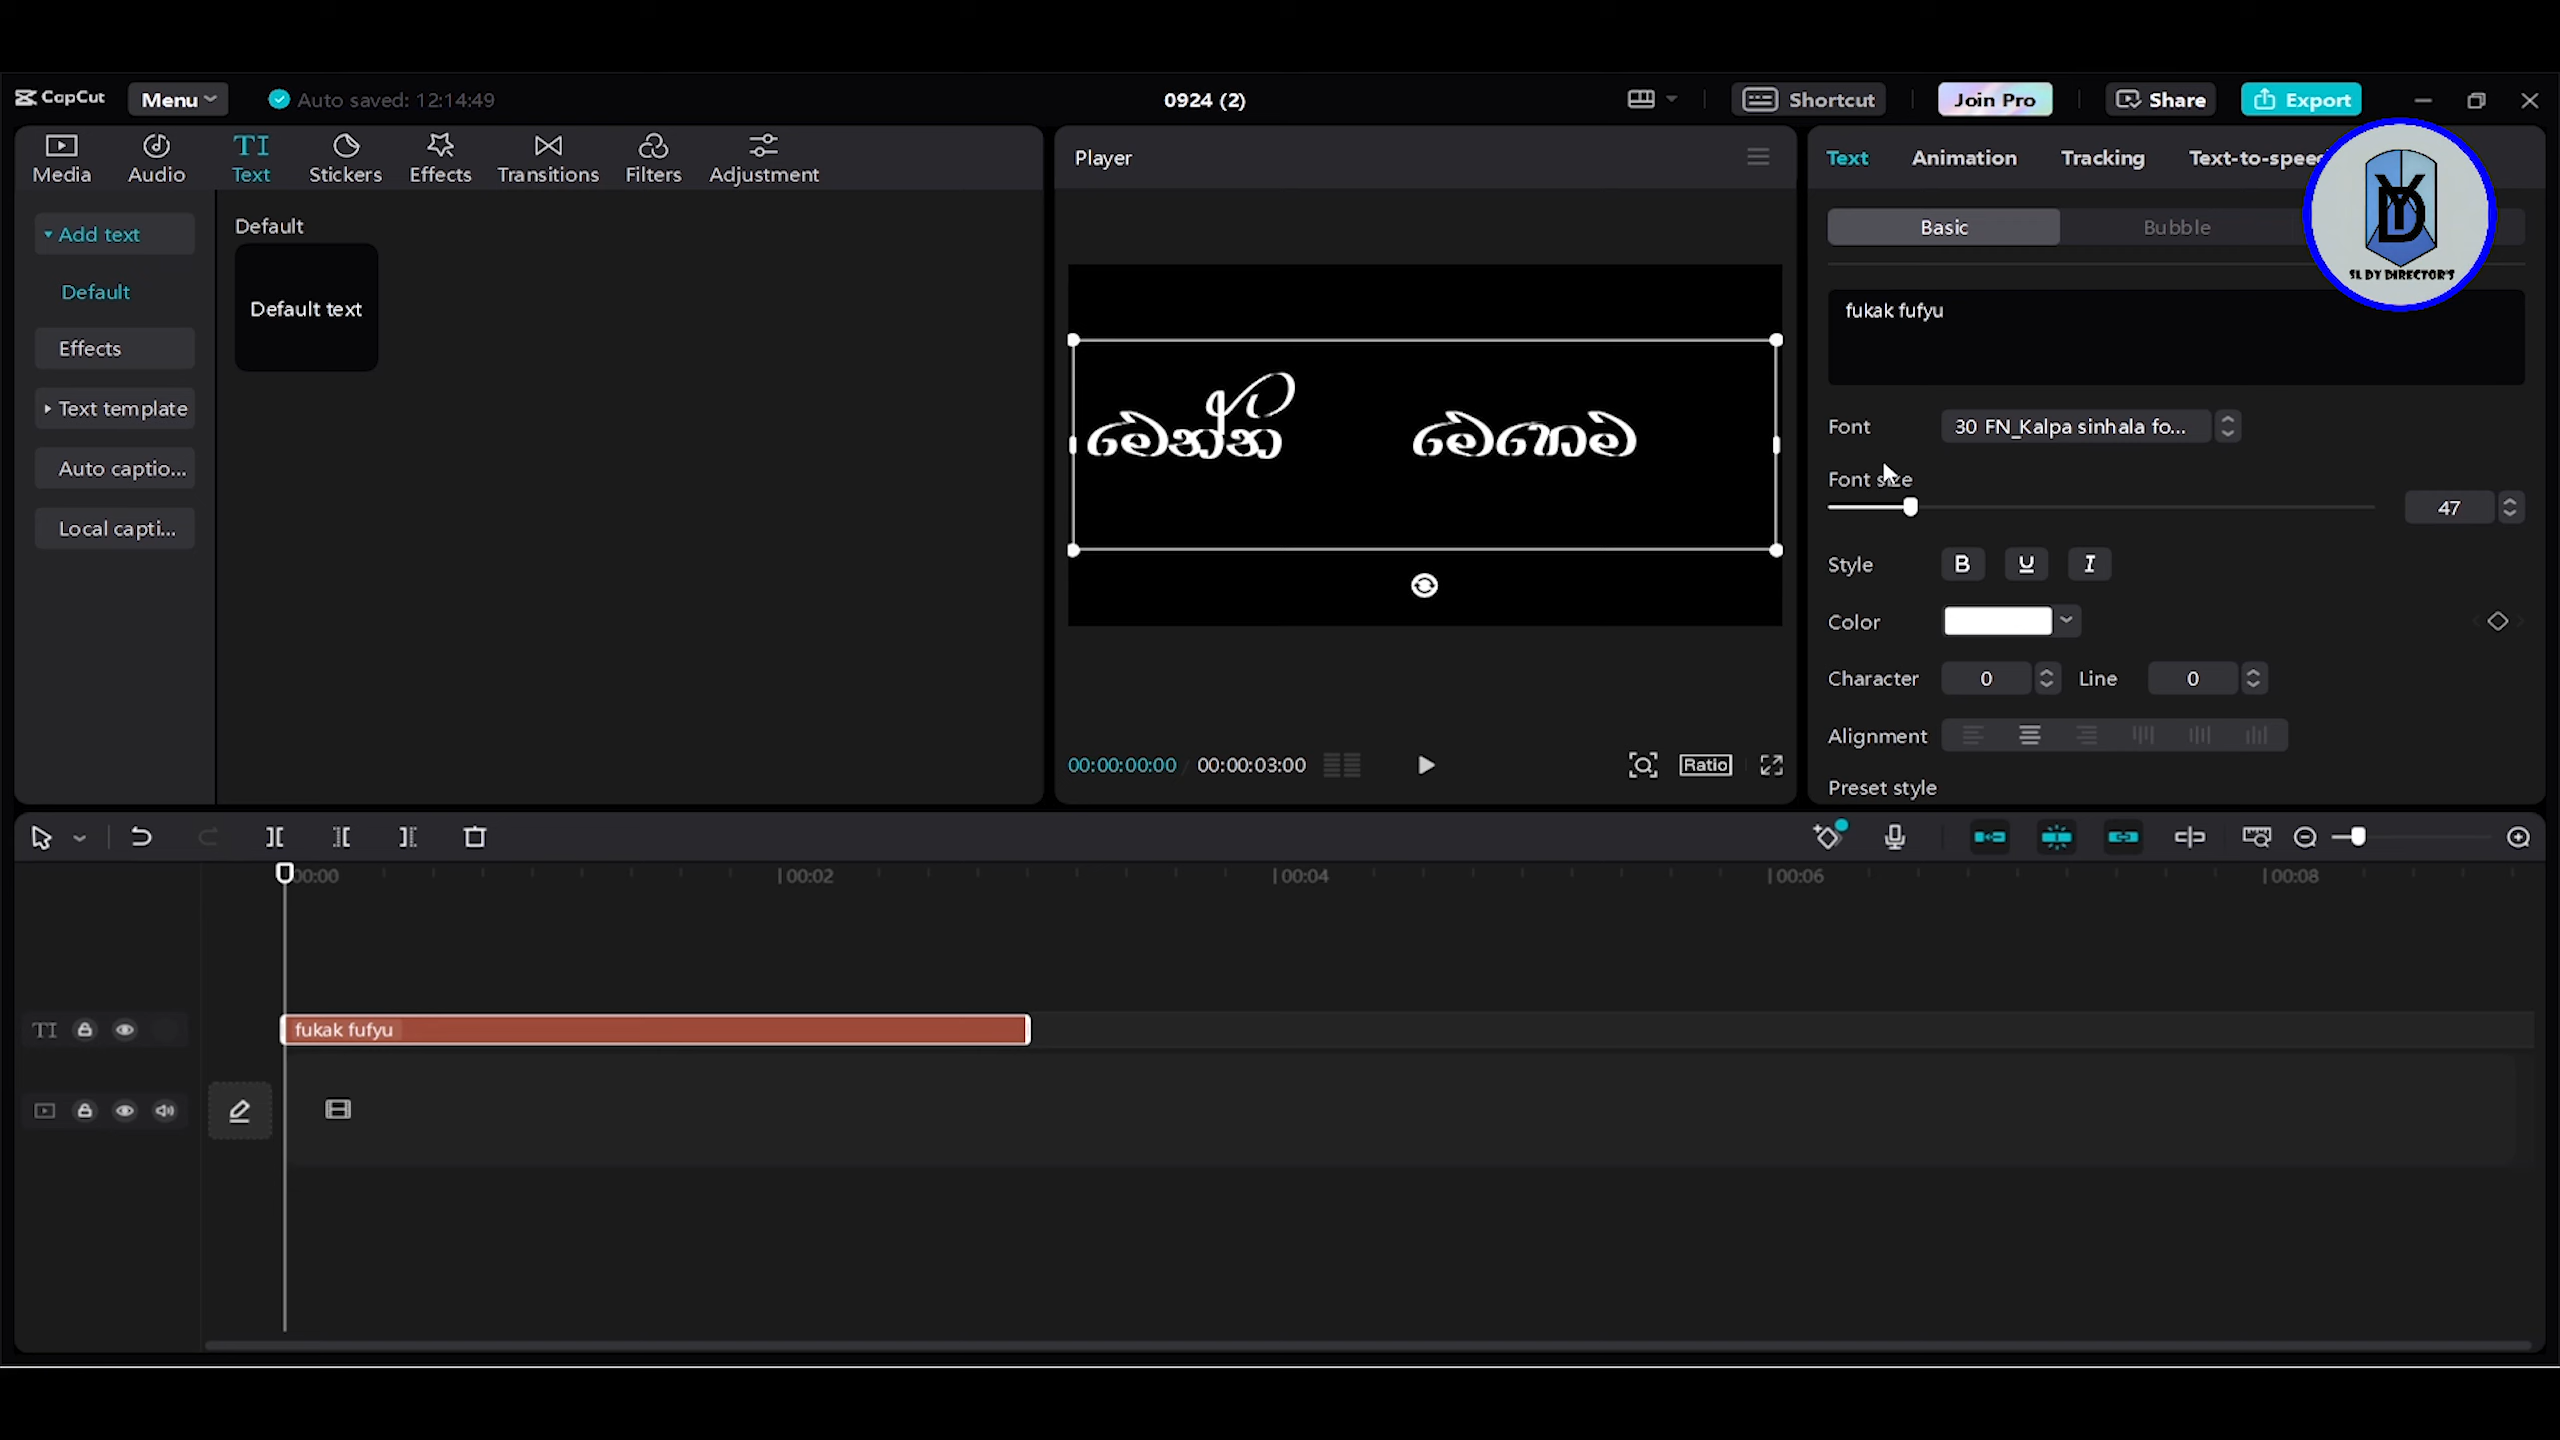 CapCut
Menu
Auto saved: 12:14:49
0924 (2)
Shortcut
Join Pro
Share
Export
Media
Audio
TI
Text
Stickers
Effects
Transitions
Filters
Adjustment
Add text
Default
Effects
Text template
Auto captio...
Local capti...
Default
Default text
Player
මෙන්න මෙහෙම
00:00:00:00 / 00:00:03:00
Ratio
Text
Animation
Tracking
Text-to-speec
SL DY DIRECTOR'S
Basic
Bubble
fukak fufyu
Font
30 FN_Kalpa sinhala fo...
Font size
47
Style
B U I
Color
Character 0
Line 0
Alignment
Preset style
00:00
00:02
00:04
00:06
00:08
TI
fukak fufyu